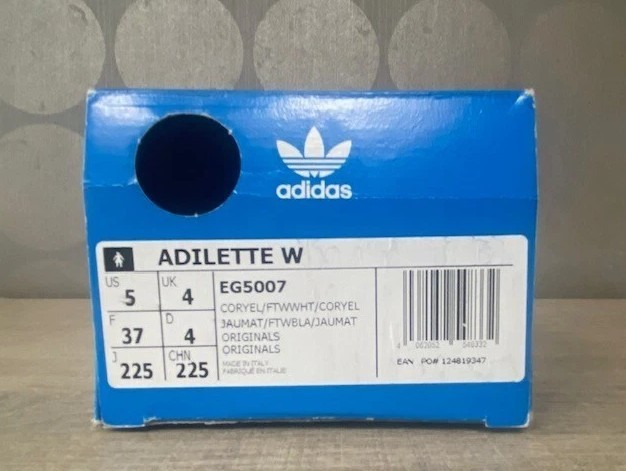 adidas
ADILETTE W
US 5 UK 4
F 37 D 4
J 225 CHN 225
EG5007
CORYEL/FTWWHT/CORYEL
JAUMAT/FTWBLA/JAUMAT
ORIGINALS
ORIGINALS
MADE IN ITALY
FABRIQUÉ EN ITALIE
EAN PO# 124819347